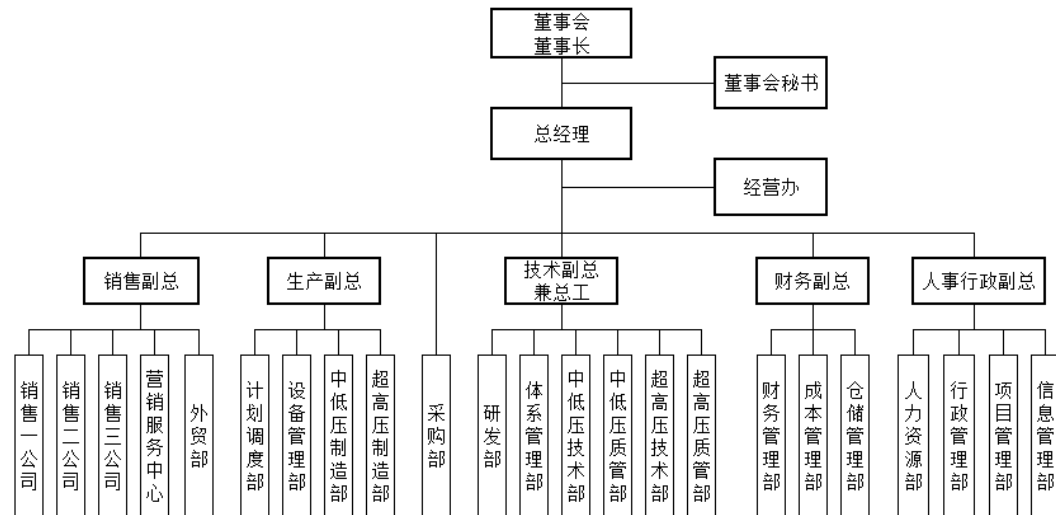 董事会
董事长
董事会秘书
总经理
经营办
销售副总
生产副总
技术副总
兼总工
财务副总
人事行政副总
销售一公司
销售二公司
销售三公司
营销服务中心
外贸部
计划调度部
设备管理部
中低压制造部
超高压制造部
采购部
研发部
体系管理部
中低压技术部
中低压质管部
超高压技术部
超高压质管部
财务管理部
成本管理部
仓储管理部
人力资源部
行政管理部
项目管理部
信息管理部